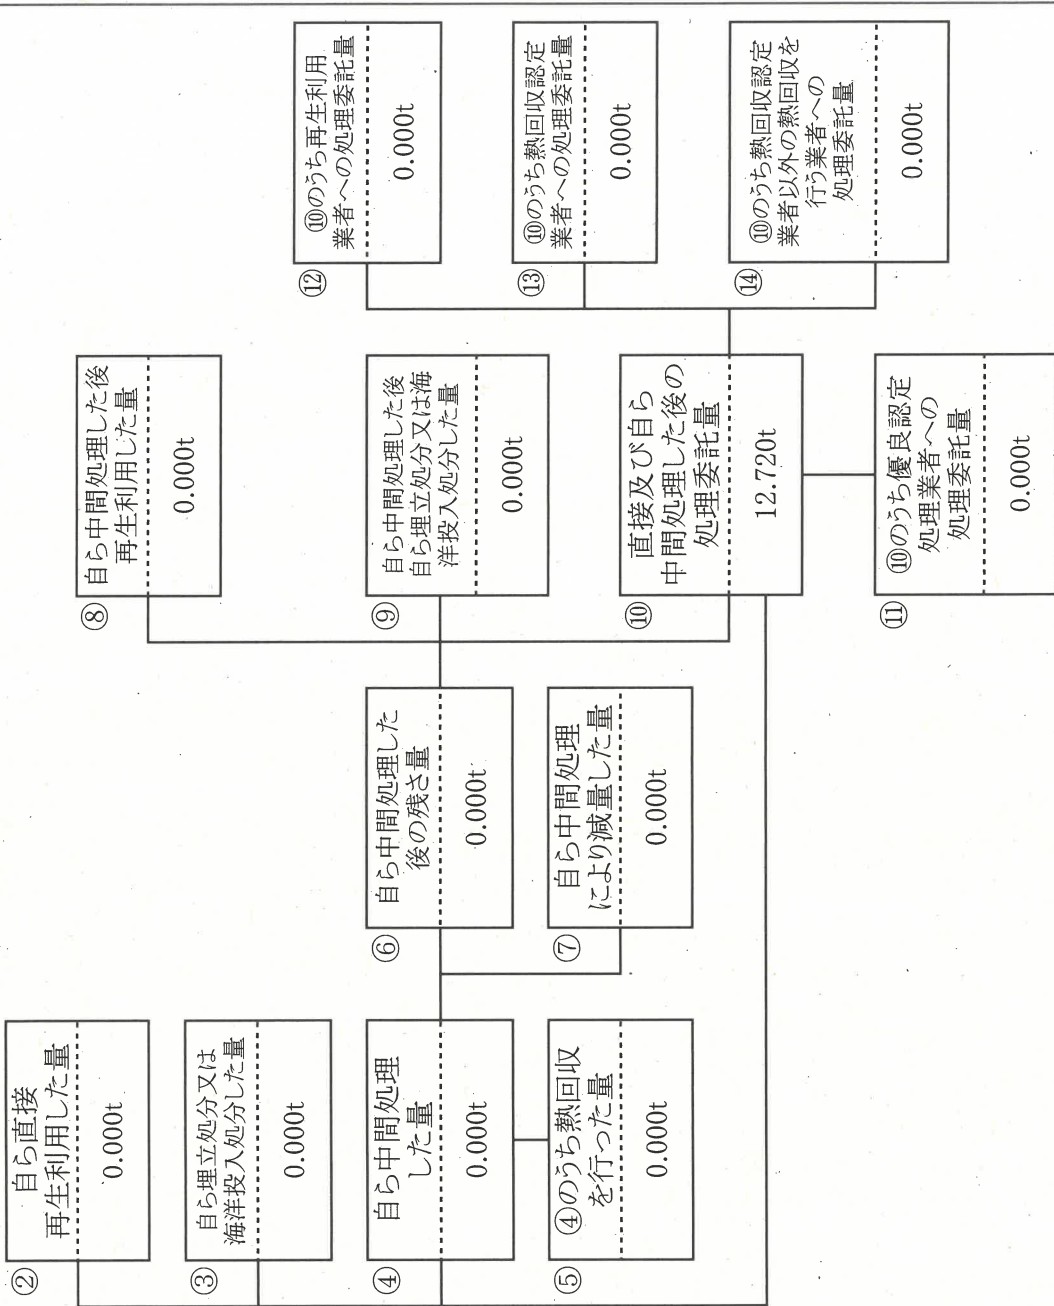 ②
自ら直接
再生利用した量
0.000t
③
自ら埋立処分又は
海洋投入処分した量
0.000t
④
自ら中間処理
した量
0.000t
⑤
④のうち熱回収
を行った量
0.000t
⑥
自ら中間処理した
後の残さ量
0.000t
⑦
自ら中間処理
により減量した量
0.000t
⑧
自ら中間処理した後
再生利用した量
0.000t
⑨
自ら中間処理した後
自ら埋立処分又は海
洋投入処分した量
0.000t
⑩
直接及び自ら
中間処理した後の
処理委託量
12.720t
⑪
⑩のうち優良認定
処理業者への
処理委託量
0.000t
⑫
⑩のうち再生利用
業者への処理委託量
0.000t
⑬
⑩のうち熱回収認定
業者への処理委託量
0.000t
⑭
⑩のうち熱回収認定
業者以外の熱回収を
行う業者への
処理委託量
0.000t